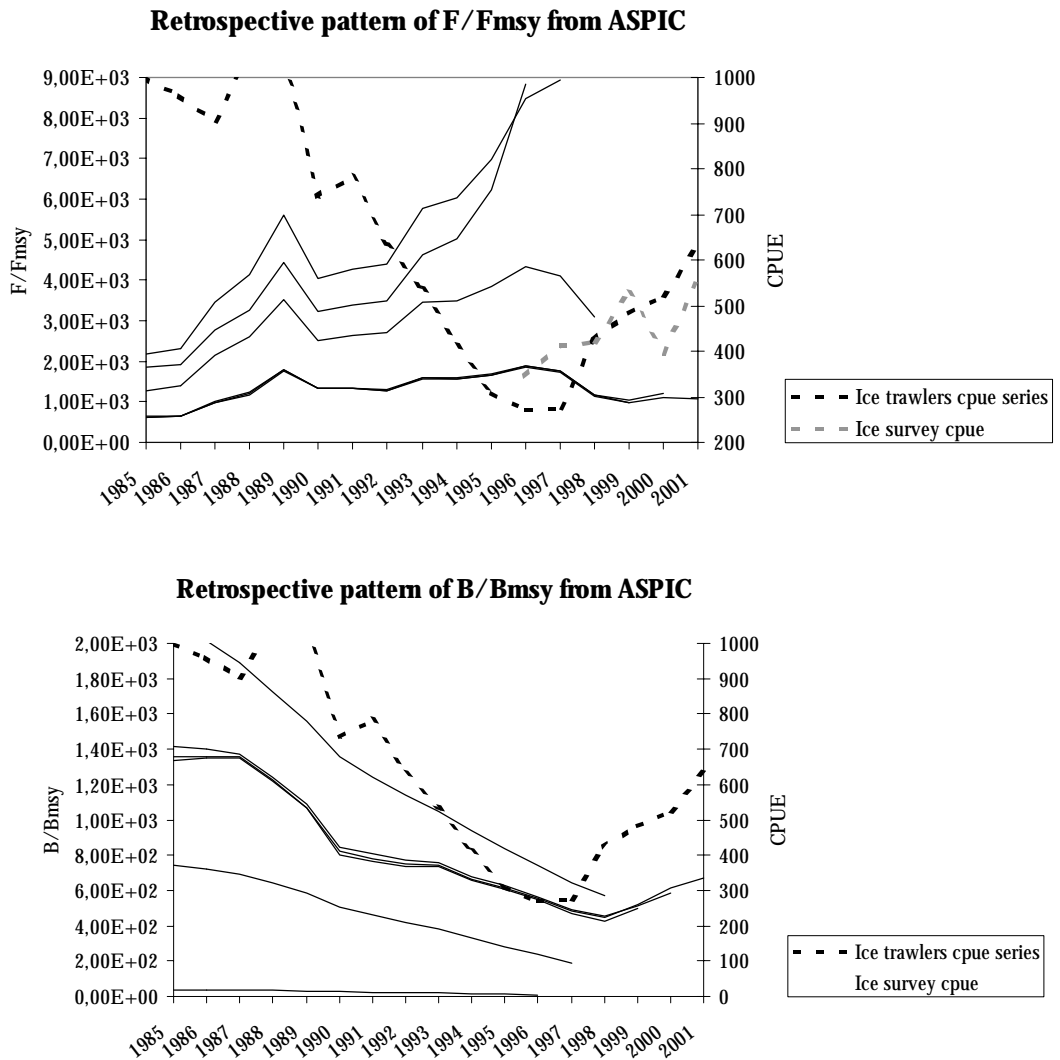 Retrospective pattern of F/Fmsy from ASPIC
9,00E+03
8,00E+03
7,00E+03
6,00E+03
5,00E+03
4,00E+03
3,00E+03
2,00E+03
1,00E+03
0,00E+00
F/Fmsy
1000
900
800
700
600
500
400
300
200
CPUE
1985
1986
1987
1988
1989
1990
1991
1992
1993
1994
1995
1996
1997
1998
1999
2000
2001
Ice trawlers cpue series
Ice survey cpue
Retrospective pattern of B/Bmsy from ASPIC
2,00E+03
1,80E+03
1,60E+03
1,40E+03
1,20E+03
1,00E+03
8,00E+02
6,00E+02
4,00E+02
2,00E+02
0,00E+00
B/Bmsy
1000
900
800
700
600
500
400
300
200
100
0
CPUE
1985
1986
1987
1988
1989
1990
1991
1992
1993
1994
1995
1996
1997
1998
1999
2000
2001
Ice trawlers cpue series
Ice survey cpue